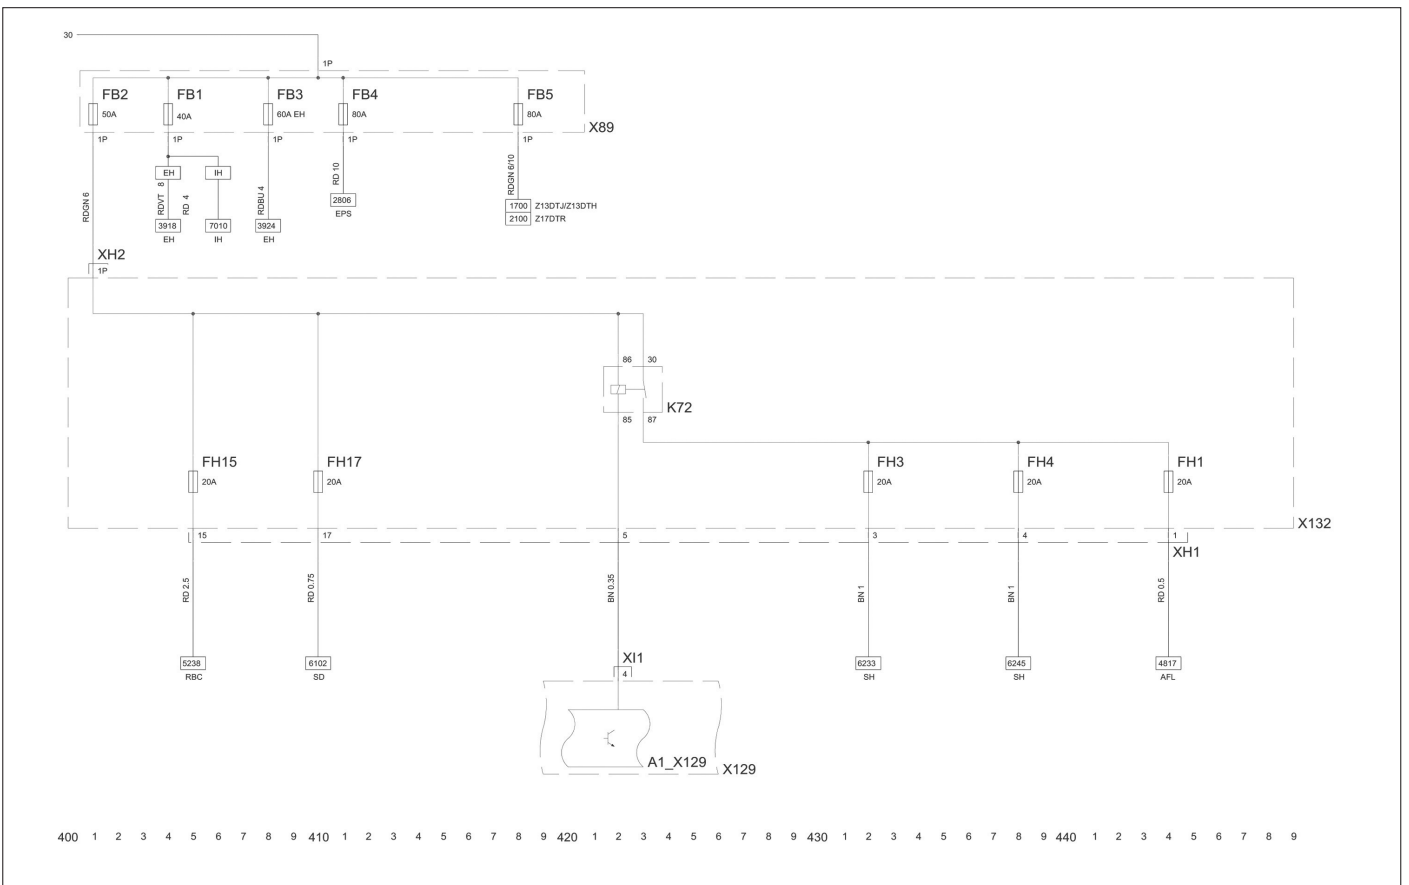 30
1P
FB2 FB1 FB3 FB4 FB5
50A 40A 60A EH 80A 80A
X89
1P 1P 1P 1P 1P
RDGN 6
EH IH
RDVT 8
RD 4
RDBU 4
RD 10
RDGN 6/10
3918 7010 3924
EH IH EH
2806
EPS
1700 Z13DTJ/Z13DTH
2100 Z17DTR
XH2
1P
86 30
K72
85 87
FH15 FH17 FH3 FH4 FH1
20A 20A 20A 20A 20A
X132
15 17 5 3 4 1
XH1
RD 2.5 RD 0.75 BN 0.35 BN 1 BN 1 RD 0.5
5238 6102 6233 6245 4817
RBC SD SH SH AFL
XI1
4
A1_X129
X129
400 1 2 3 4 5 6 7 8 9 410 1 2 3 4 5 6 7 8 9 420 1 2 3 4 5 6 7 8 9 430 1 2 3 4 5 6 7 8 9 440 1 2 3 4 5 6 7 8 9